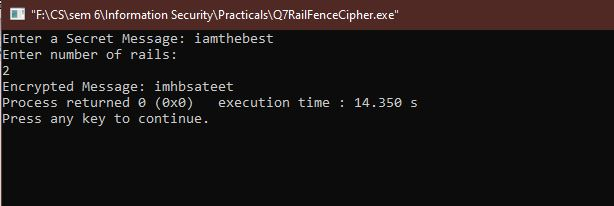 "F:\CS\sem 6\Information Security\Practicals\Q7RailFenceCipher.exe"
Enter a Secret Message: iamthebest
Enter number of rails:
2
Encrypted Message: imhbsateet
Process returned 0 (0x0)   execution time : 14.350 s
Press any key to continue.